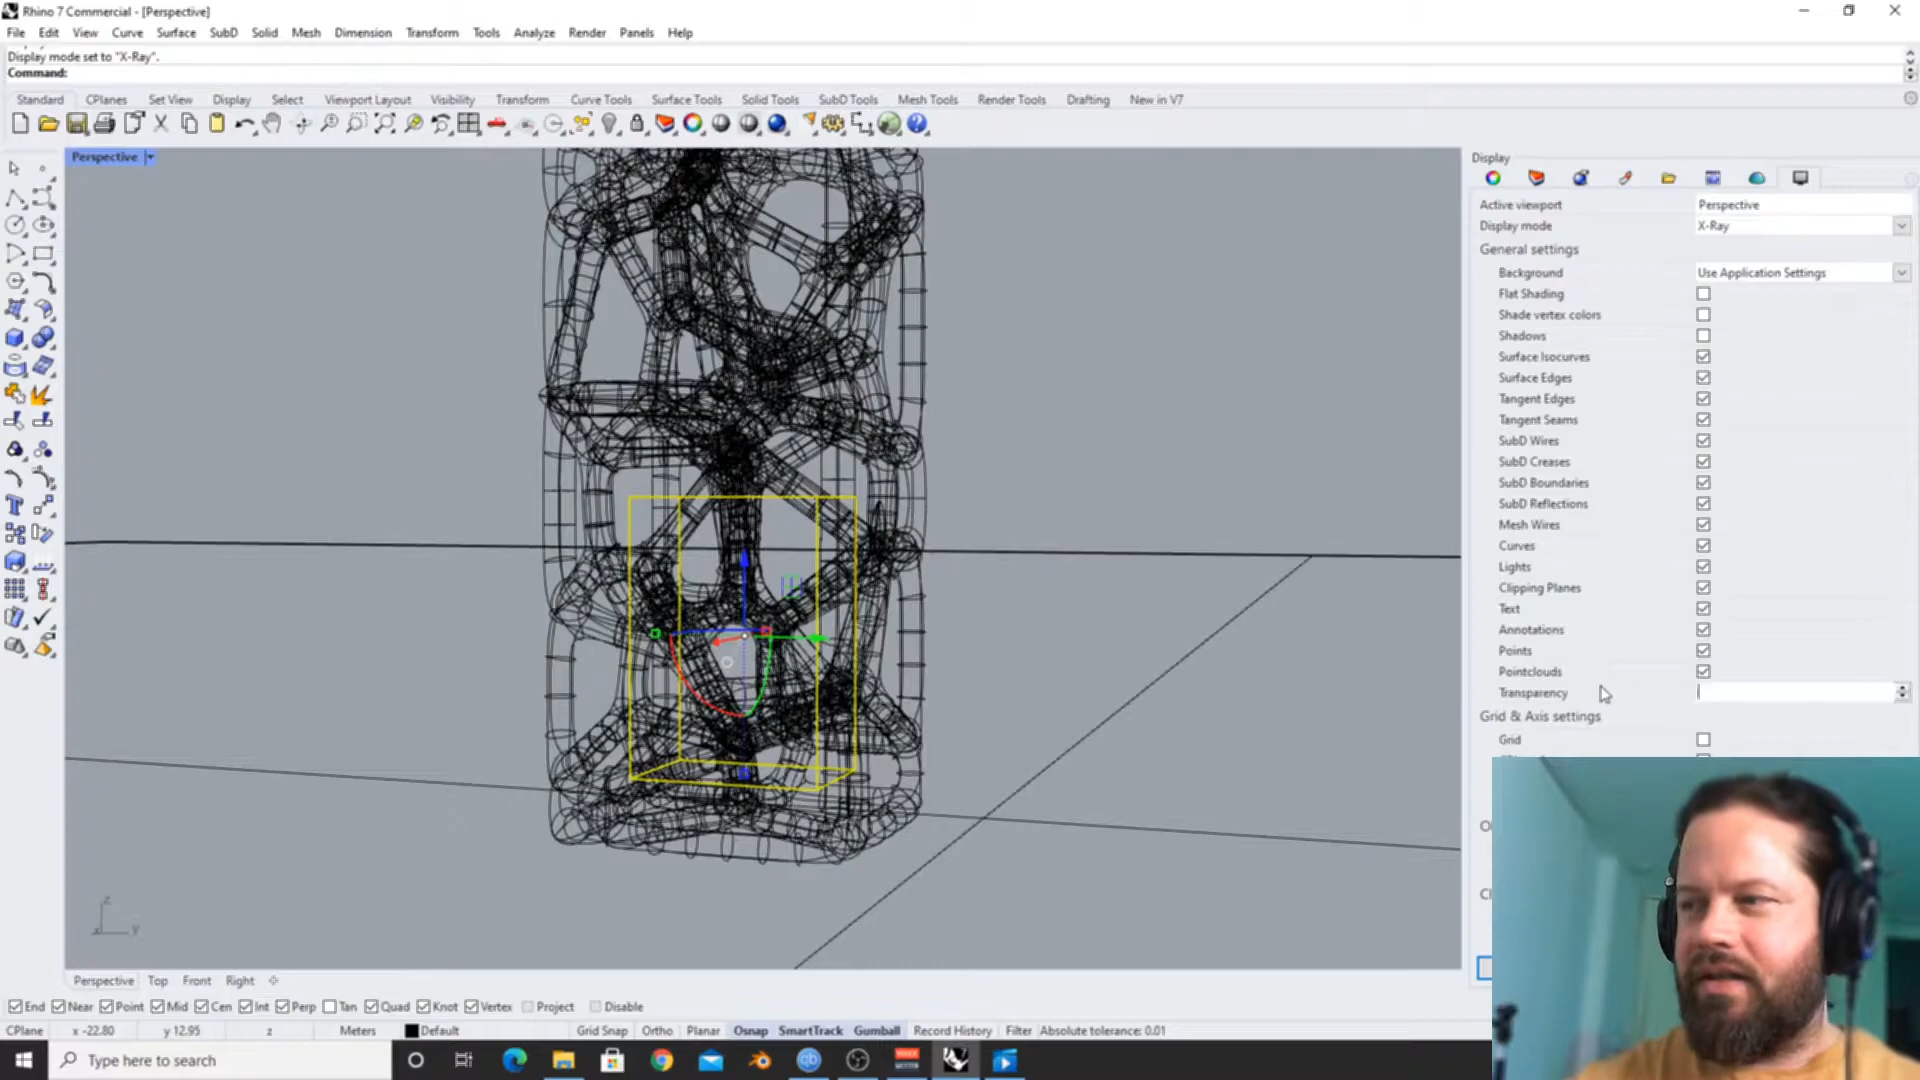 Rhino 7 Commercial - [Perspective]
File Edit View Curve Surface SubD Solid Mesh Dimension Transform Tools Analyze Render Panels Help
Display mode set to "X-Ray".
Command:
Standard CPlanes Set View Display Select Viewport Layout Visibility Transform Curve Tools Surface Tools Solid Tools SubD Tools Mesh Tools Render Tools Drafting New in V7
Perspective
Display
Active viewport Perspective
Display mode X-Ray
General settings
Background Use Application Settings
Flat Shading
Shade vertex colors
Shadows
Surface Isocurves
Surface Edges
Tangent Edges
Tangent Seams
SubD Wires
SubD Creases
SubD Boundaries
SubD Reflections
Mesh Wires
Curves
Lights
Clipping Planes
Text
Annotations
Points
Pointclouds
Transparency
Grid & Axis settings
Grid
z
x y
Perspective Top Front Right
End Near Point Mid Cen Int Perp Tan Quad Knot Vertex Project Disable
CPlane x -22.80 y 12.95 z Meters Default Grid Snap Ortho Planar Osnap SmartTrack Gumball Record History Filter Absolute tolerance: 0.01
Type here to search